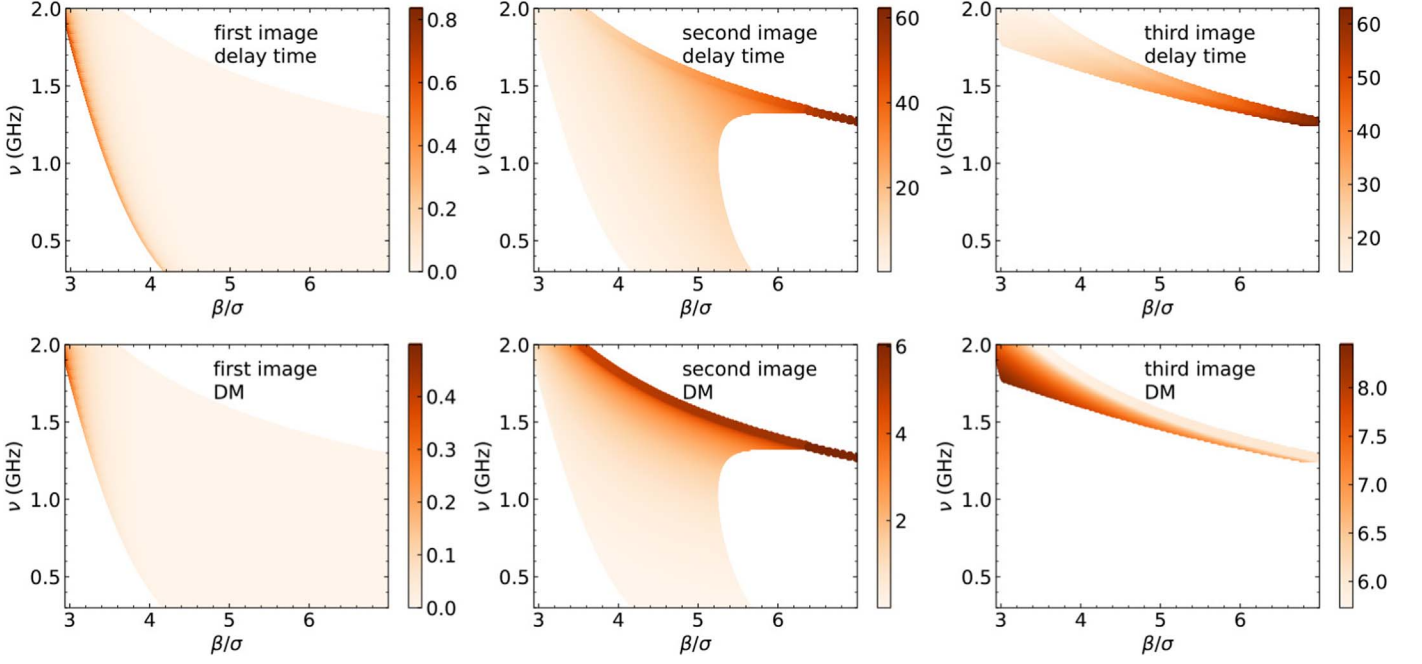 first image
delay time
2.0
1.5
1.0
0.5
ν (GHz)
3 4 5 6
β/σ
0.8
0.6
0.4
0.2
0.0
second image
delay time
2.0
1.5
1.0
0.5
ν (GHz)
3 4 5 6
β/σ
60
40
20
third image
delay time
2.0
1.5
1.0
0.5
ν (GHz)
3 4 5 6
β/σ
60
50
40
30
20
first image
DM
2.0
1.5
1.0
0.5
ν (GHz)
3 4 5 6
β/σ
0.4
0.3
0.2
0.1
0.0
second image
DM
2.0
1.5
1.0
0.5
ν (GHz)
3 4 5 6
β/σ
6
4
2
third image
DM
2.0
1.5
1.0
0.5
ν (GHz)
3 4 5 6
β/σ
8.0
7.5
7.0
6.5
6.0